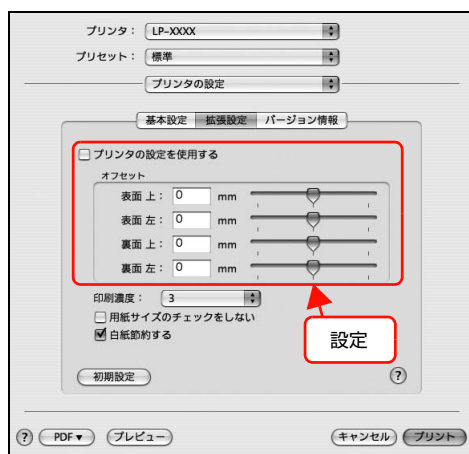 プリンタ： LP-XXXX
プリセット： 標準
プリンタの設定
基本設定 拡張設定 バージョン情報
プリンタの設定を使用する
オフセット
表面 上： 0 mm
表面 左： 0 mm
裏面 上： 0 mm
裏面 左： 0 mm
印刷濃度： 3
用紙サイズのチェックをしない
白紙節約する
設定
初期設定 ?
? PDF▼ プレビュー キャンセル プリント